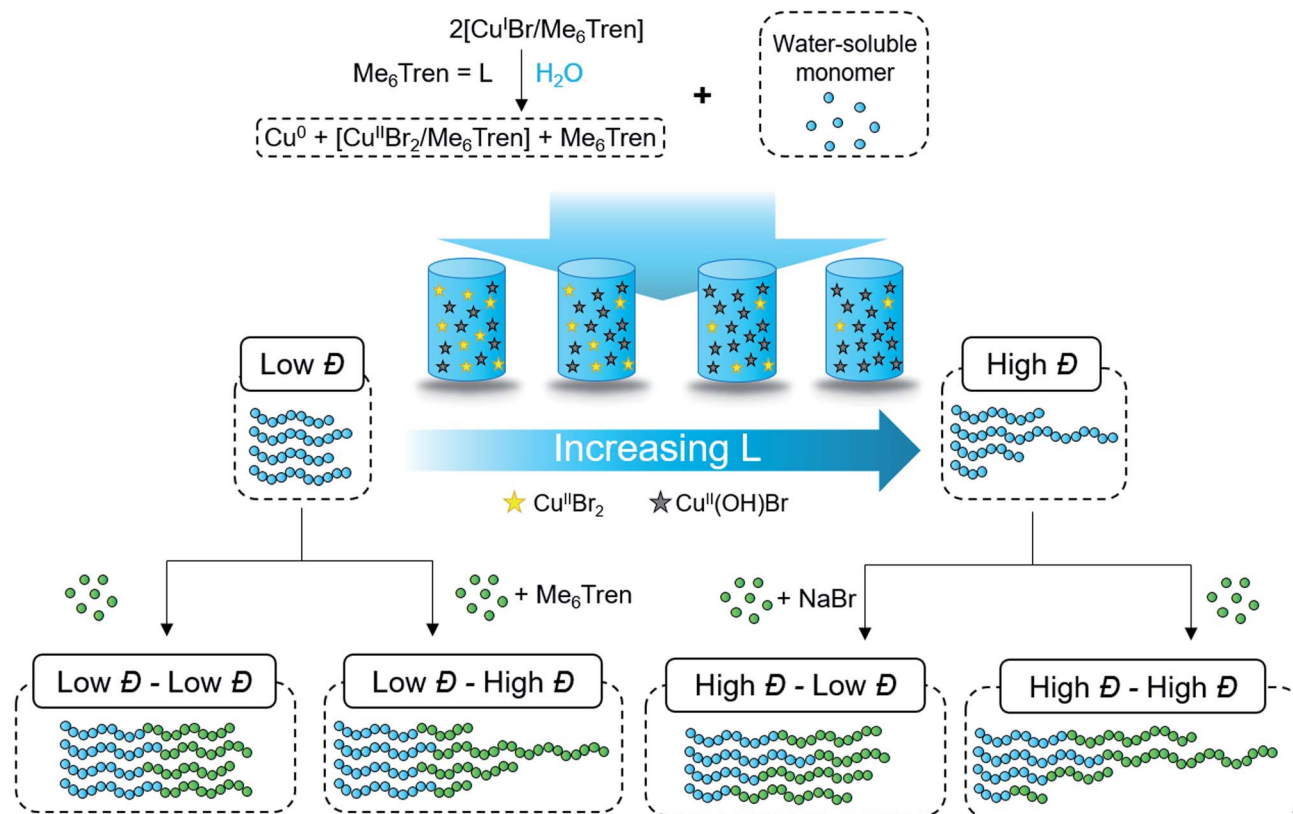 2[CuᴵBr/Me₆Tren]
Me₆Tren = L
H₂O
Cu⁰ + [CuᴵᴵBr₂/Me₆Tren] + Me₆Tren
+
Water-soluble
monomer
Low Đ
High Đ
Increasing L
CuᴵᴵBr₂
Cuᴵᴵ(OH)Br
+ Me₆Tren
+ NaBr
Low Đ - Low Đ
Low Đ - High Đ
High Đ - Low Đ
High Đ - High Đ